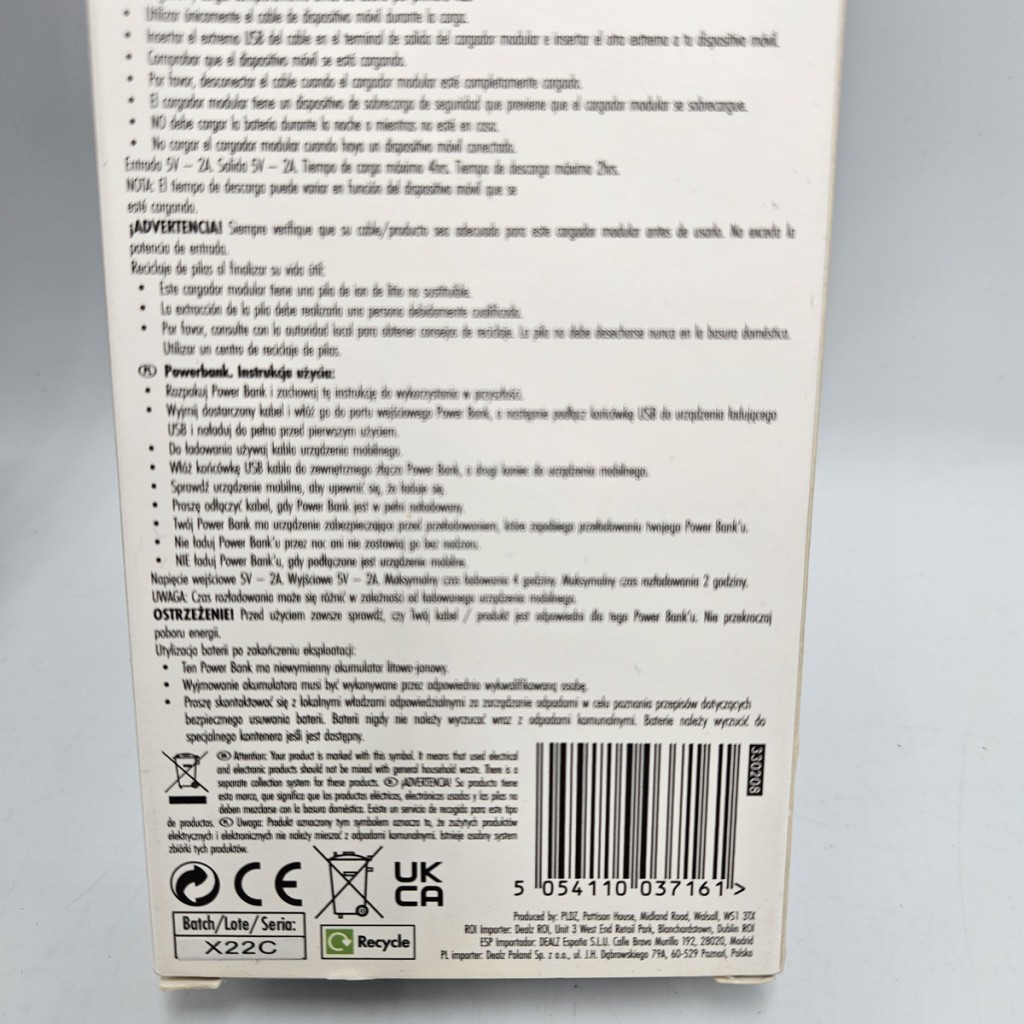 Utilizar únicamente el cable de dispositivo móvil durante la carga.
• Insertar el extremo USB del cable en el terminal de salida del cargador modular e insertar el otro extremo a tu dispositivo móvil.
• Comprobar que el dispositivo móvil se está cargando.
• Por favor, desconectar el cable cuando el cargador modular esté completamente cargado.
• El cargador modular tiene un dispositivo de sobrecarga de seguridad que previene que el cargador modular se sobrecargue.
• NO debe cargar la batería durante la noche o mientras no esté en casa.
• No cargar el cargador modular cuando haya un dispositivo móvil conectado.
Entrada 5V – 2A. Salida 5V – 2A. Tiempo de carga máximo 4hrs. Tiempo de descarga máximo 2hrs.
NOTA: El tiempo de descarga puede variar en función del dispositivo móvil que se
esté cargando.
¡ADVERTENCIA! Siempre verifique que su cable/producto sea adecuado para este cargador modular antes de usarlo. No exceda la
potencia de entrada.
Reciclaje de pilas al finalizar su vida útil:
• Este cargador modular tiene una pila de ion de litio no sustituible.
• La extracción de la pila debe realizarla una persona debidamente cualificada.
• Por favor, consulte con la autoridad local para obtener consejos de reciclaje. La pila no debe desecharse nunca en la basura doméstica.
Utilizar un centro de reciclaje de pilas.
PL Powerbank. Instrukcja użycia:
• Rozpakuj Power Bank i zachowaj tę instrukcję do wykorzystania w przyszłości.
• Wyjmij dostarczony kabel i włóż go do portu wejściowego Power Bank, a następnie podłącz końcówkę USB do urządzenia ładującego
USB i naładuj do pełna przed pierwszym użyciem.
• Do ładowania używaj kabla urządzenia mobilnego.
• Włóż końcówkę USB kabla do zewnętrznego złącza Power Bank, a drugi koniec do urządzenia mobilnego.
• Sprawdź urządzenie mobilne, aby upewnić się, że ładuje się.
• Proszę odłączyć kabel, gdy Power Bank jest w pełni naładowany.
• Twój Power Bank ma urządzenie zabezpieczające przed przeładowaniem, które zapobiega przeładowaniu twojego Power Bank'u.
• Nie ładuj Power Bank'u przez noc ani nie zostawiaj go bez nadzoru.
• NIE ładuj Power Bank'u, gdy podłączone jest urządzenie mobilne.
Napięcie wejściowe 5V – 2A. Wyjściowe 5V – 2A. Maksymalny czas ładowania 4 godziny. Maksymalny czas rozładowania 2 godziny.
UWAGA: Czas rozładowania może się różnić w zależności od ładowanego urządzenia mobilnego.
OSTRZEŻENIE! Przed użyciem zawsze sprawdź, czy Twój kabel / produkt jest odpowiedni dla tego Power Bank'u. Nie przekraczaj
poboru energii.
Utylizacja baterii po zakończeniu eksploatacji:
• Ten Power Bank ma niewymienny akumulator litowo-jonowy.
• Wyjmowanie akumulatora musi być wykonywane przez odpowiednio wykwalifikowaną osobę.
• Proszę skontaktować się z lokalnymi władzami odpowiedzialnymi za zarządzanie odpadami w celu poznania przepisów dotyczących
bezpiecznego usuwania baterii. Baterii nigdy nie należy wyrzucać wraz z odpadami komunalnymi. Baterie należy wyrzucić do
specjalnego kontenera jeśli jest dostępny.
Attention: Your product is marked with this symbol. It means that used electrical
and electronic products should not be mixed with general household waste. There is a
separate collection system for these products. ¡ADVERTENCIA! Su producto tiene
esta marca, que significa que los productos eléctricos, electrónicos usados y las pilas no
deben mezclarse con la basura doméstica. Existe un servicio de recogida para este tipo
de productos. Uwaga: Produkt oznaczony tym symbolem oznacza to, że zużytych produktów
elektrycznych i elektronicznych nie należy mieszać z odpadami komunalnymi. Istnieje osobny system
zbiórki tych produktów.
330208
5 054110 037161 >
CE
UK
CA
Batch/Lote/Seria:
X22C
Recycle
Produced by: PLDZ, Pattison House, Midland Road, Walsall, WS1 3TX
ROI Importer: Dealz ROI, Unit 3 West End Retail Park, Blanchardstown, Dublin ROI
ESP Importador: DEALZ España S.L.U. Calle Bravo Murillo 192, 28020, Madrid
PL importer: Dealz Poland Sp. z o.o., ul. J.H. Dąbrowskiego 79A, 60-529 Poznań, Polska